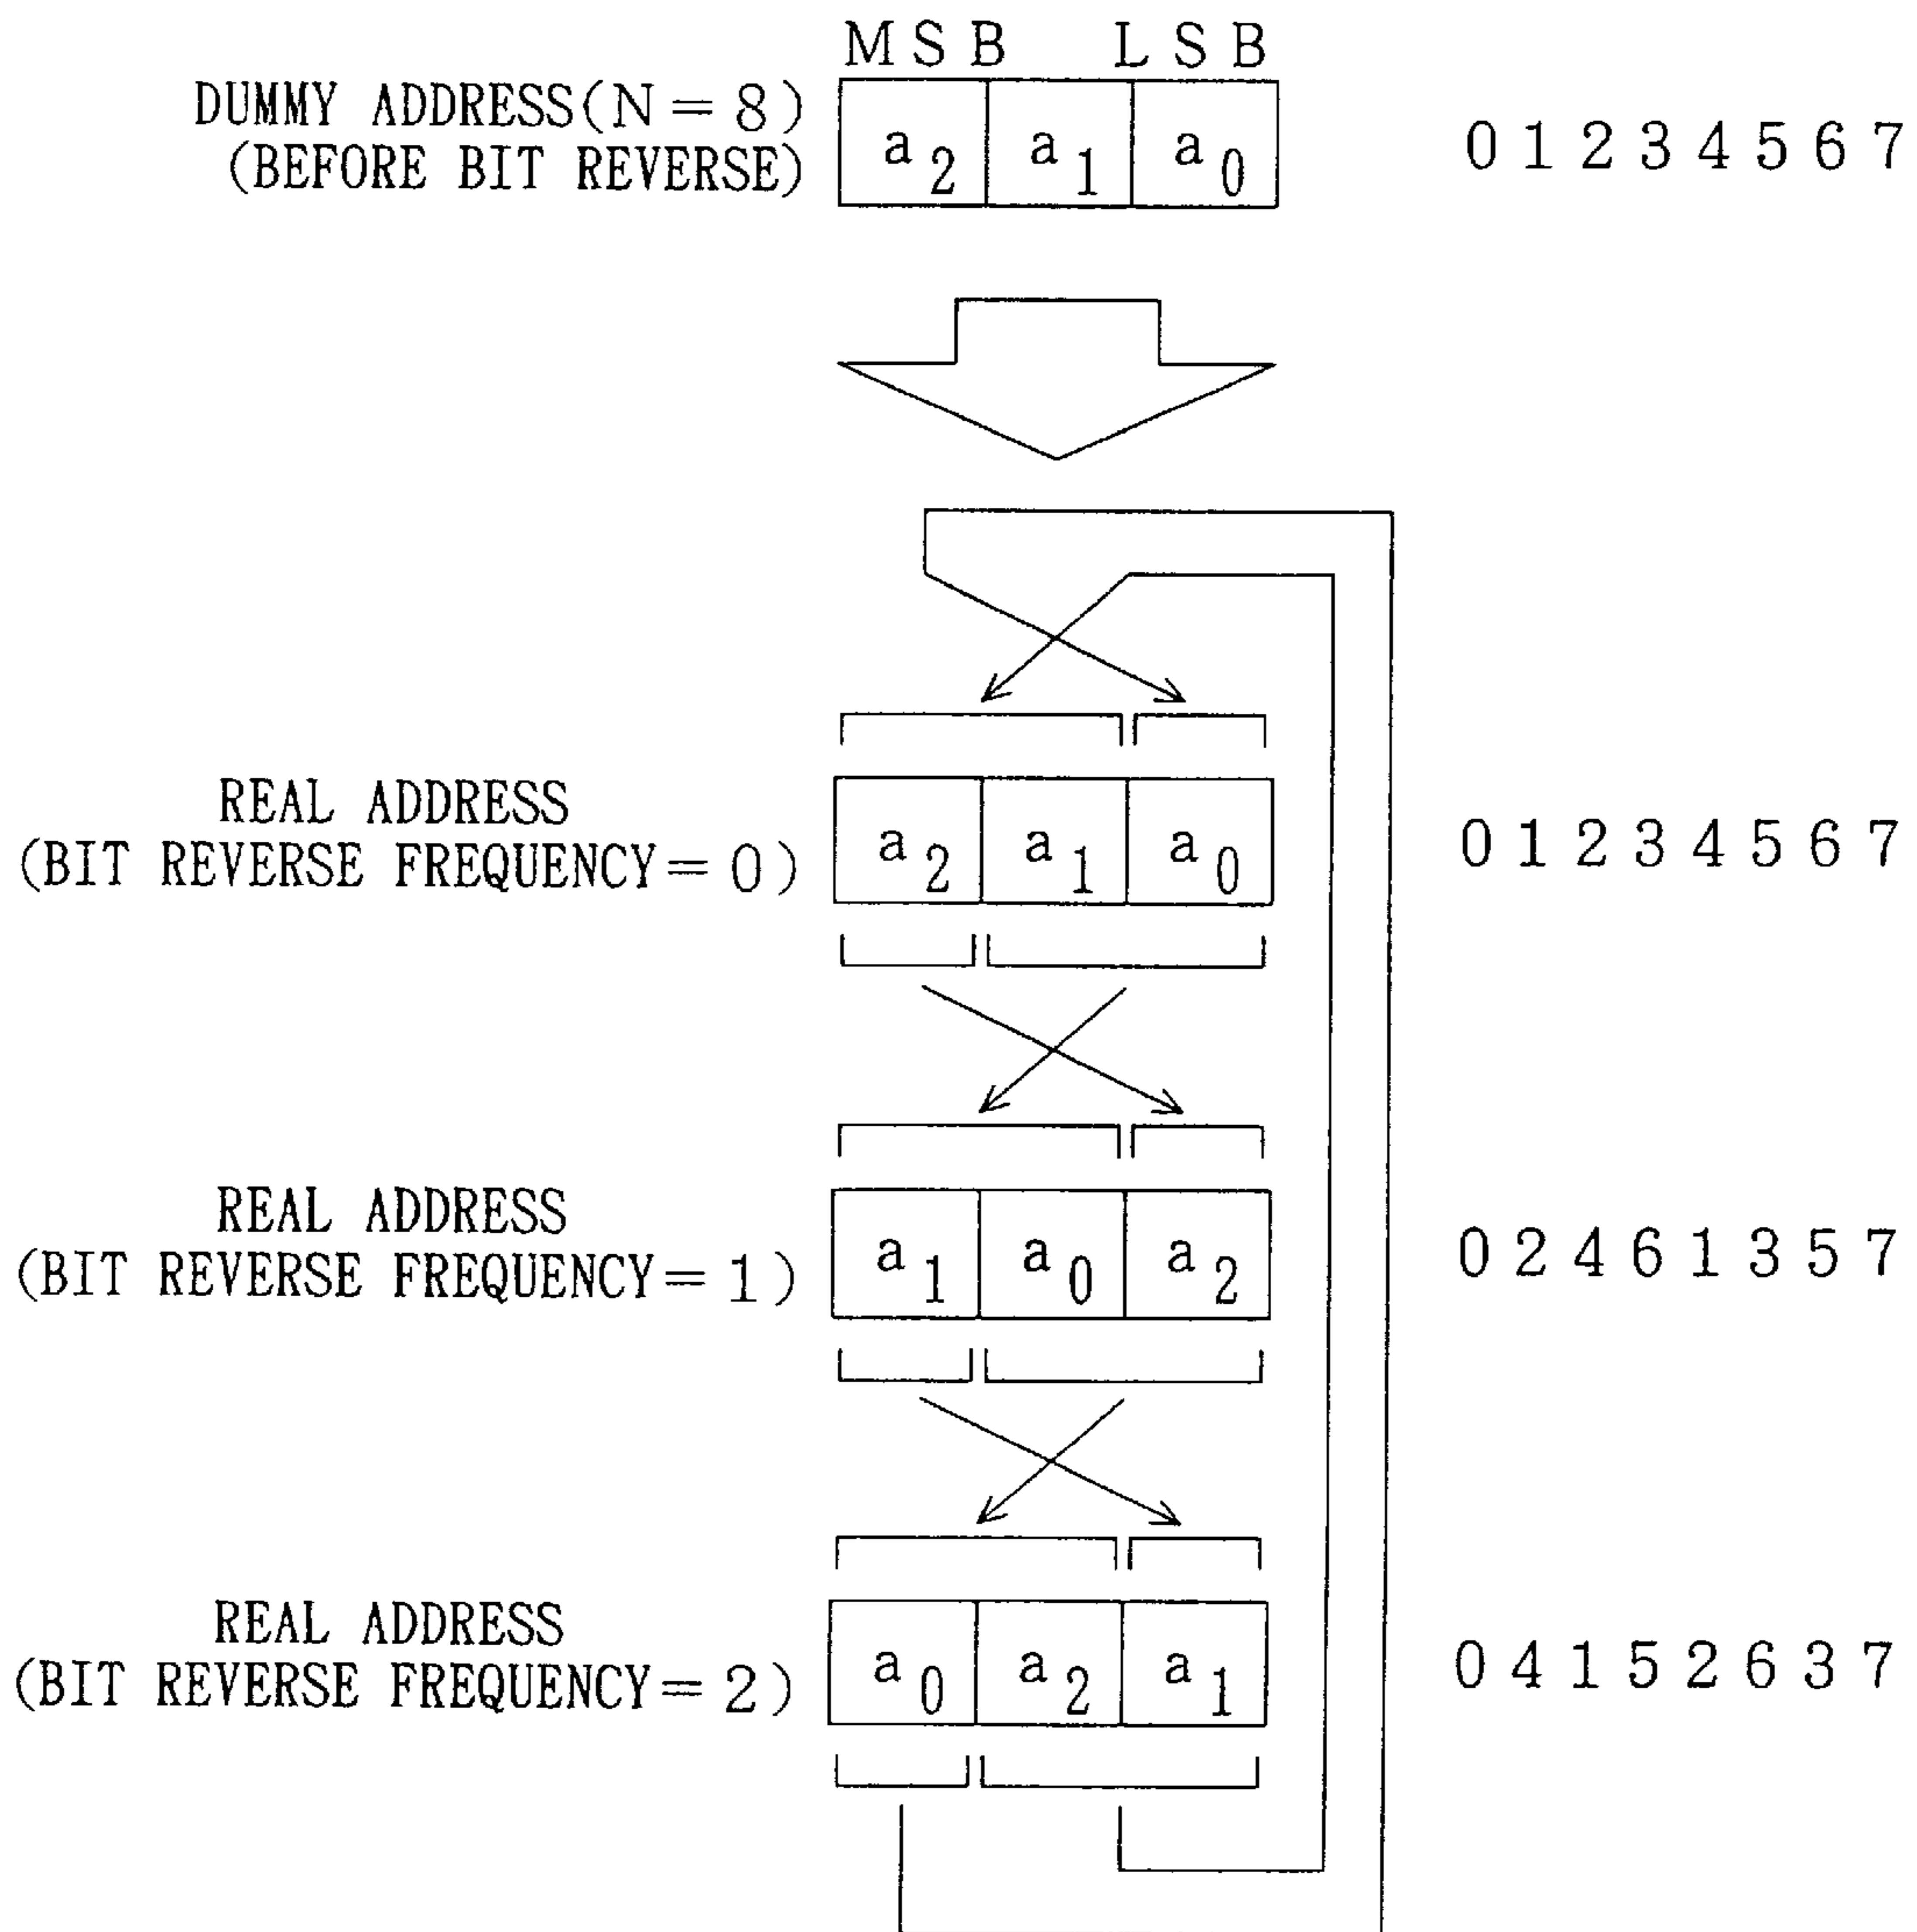 MSB LSB
DUMMY ADDRESS(N=8)
(BEFORE BIT REVERSE)
a2 a1 a0
0 1 2 3 4 5 6 7
REAL ADDRESS
(BIT REVERSE FREQUENCY=0)
a2 a1 a0
0 1 2 3 4 5 6 7
REAL ADDRESS
(BIT REVERSE FREQUENCY=1)
a1 a0 a2
0 2 4 6 1 3 5 7
REAL ADDRESS
(BIT REVERSE FREQUENCY=2)
a0 a2 a1
0 4 1 5 2 6 3 7